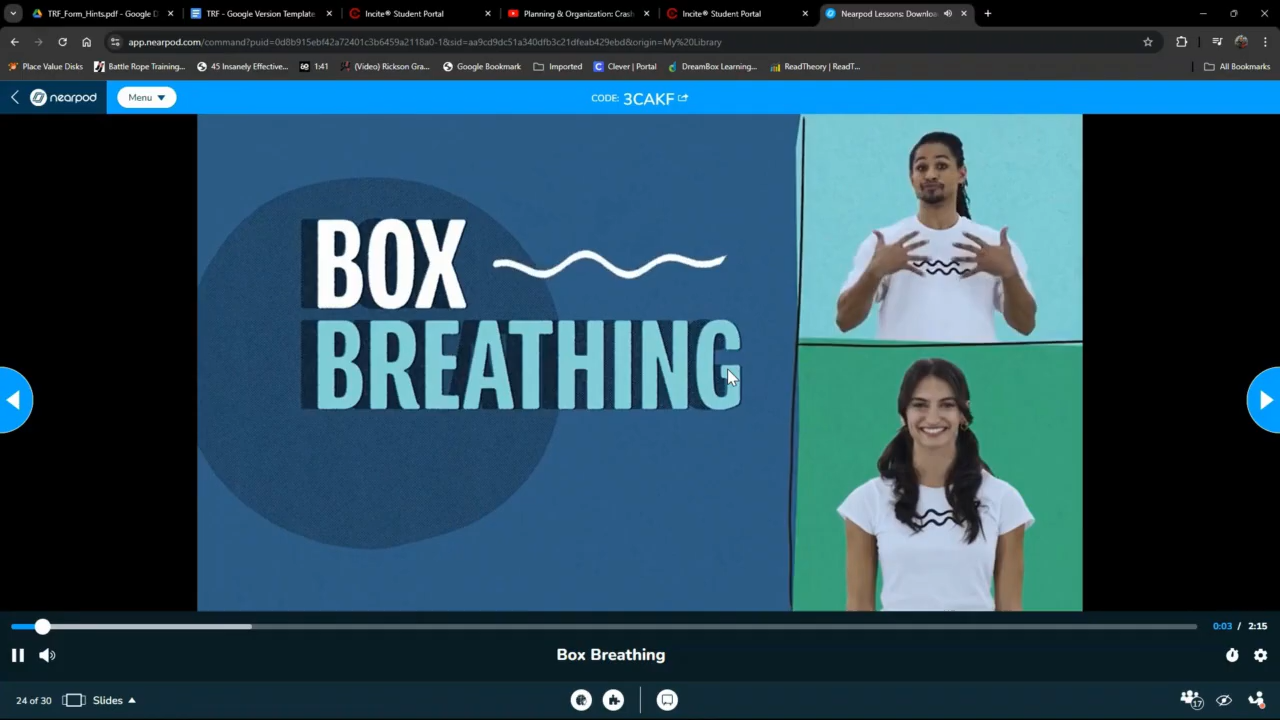 TRF_Form_Hints.pdf - Google D
TRF - Google Version Template
Incite® Student Portal
Planning & Organization: Crash
Incite® Student Portal
Nearpod Lessons: Downloa
app.nearpod.com/command?puid=0d8b915ebf42a72401c3b6459a2118a0-1&sid=aa9cd9dc51a340dfb3c21dfeab429ebd&origin=My%20Library
Place Value Disks
Battle Rope Training...
45 Insanely Effective...
1:41
(Video) Rickson Gra...
Google Bookmark
Imported
Clever | Portal
DreamBox Learning...
ReadTheory | ReadT...
All Bookmarks
nearpod
Menu
CODE: 3CAKF
BOX
BREATHING
0:03 / 2:15
Box Breathing
24 of 30
Slides
17